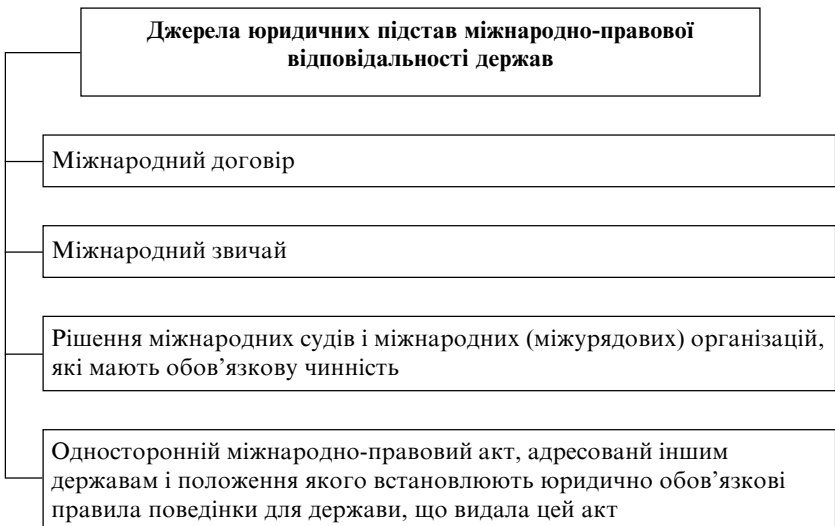 Джерела юридичних підстав міжнародно-правової
відповідальності держав
Міжнародний договір
Міжнародний звичай
Рішення міжнародних судів і міжнародних (міжурядових) організацій,
які мають обов’язкову чинність
Односторонній міжнародно-правовий акт, адресований іншим
державам і положення якого встановлюють юридично обов’язкові
правила поведінки для держави, що видала цей акт